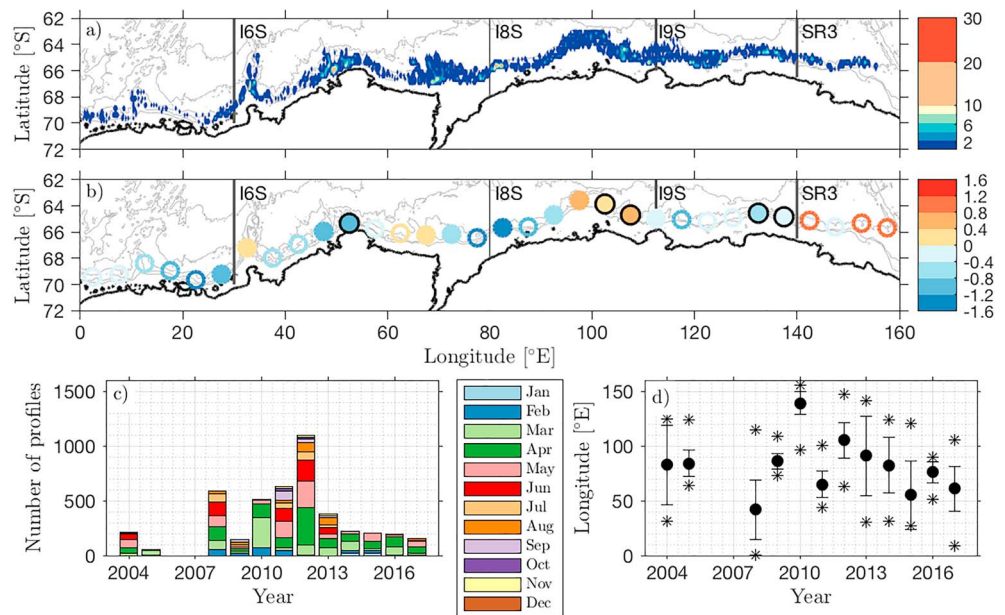 62
64
66
68
70
72
Latitude [°S]
a)
I6S
I8S
I9S
SR3
30
20
10
6
4
2
62
64
66
68
70
72
Latitude [°S]
b)
I6S
I8S
I9S
SR3
1.6
1.2
0.8
0.4
0
-0.4
-0.8
-1.2
-1.6
0 20 40 60 80 100 120 140 160
Longitude [°E]
1500
1000
500
0
Number of profiles
c)
2004 2007 2010 2013 2016
Year
Jan
Feb
Mar
Apr
May
Jun
Jul
Aug
Sep
Oct
Nov
Dec
150
100
50
0
Longitude [°E]
d)
2004 2007 2010 2013 2016
Year